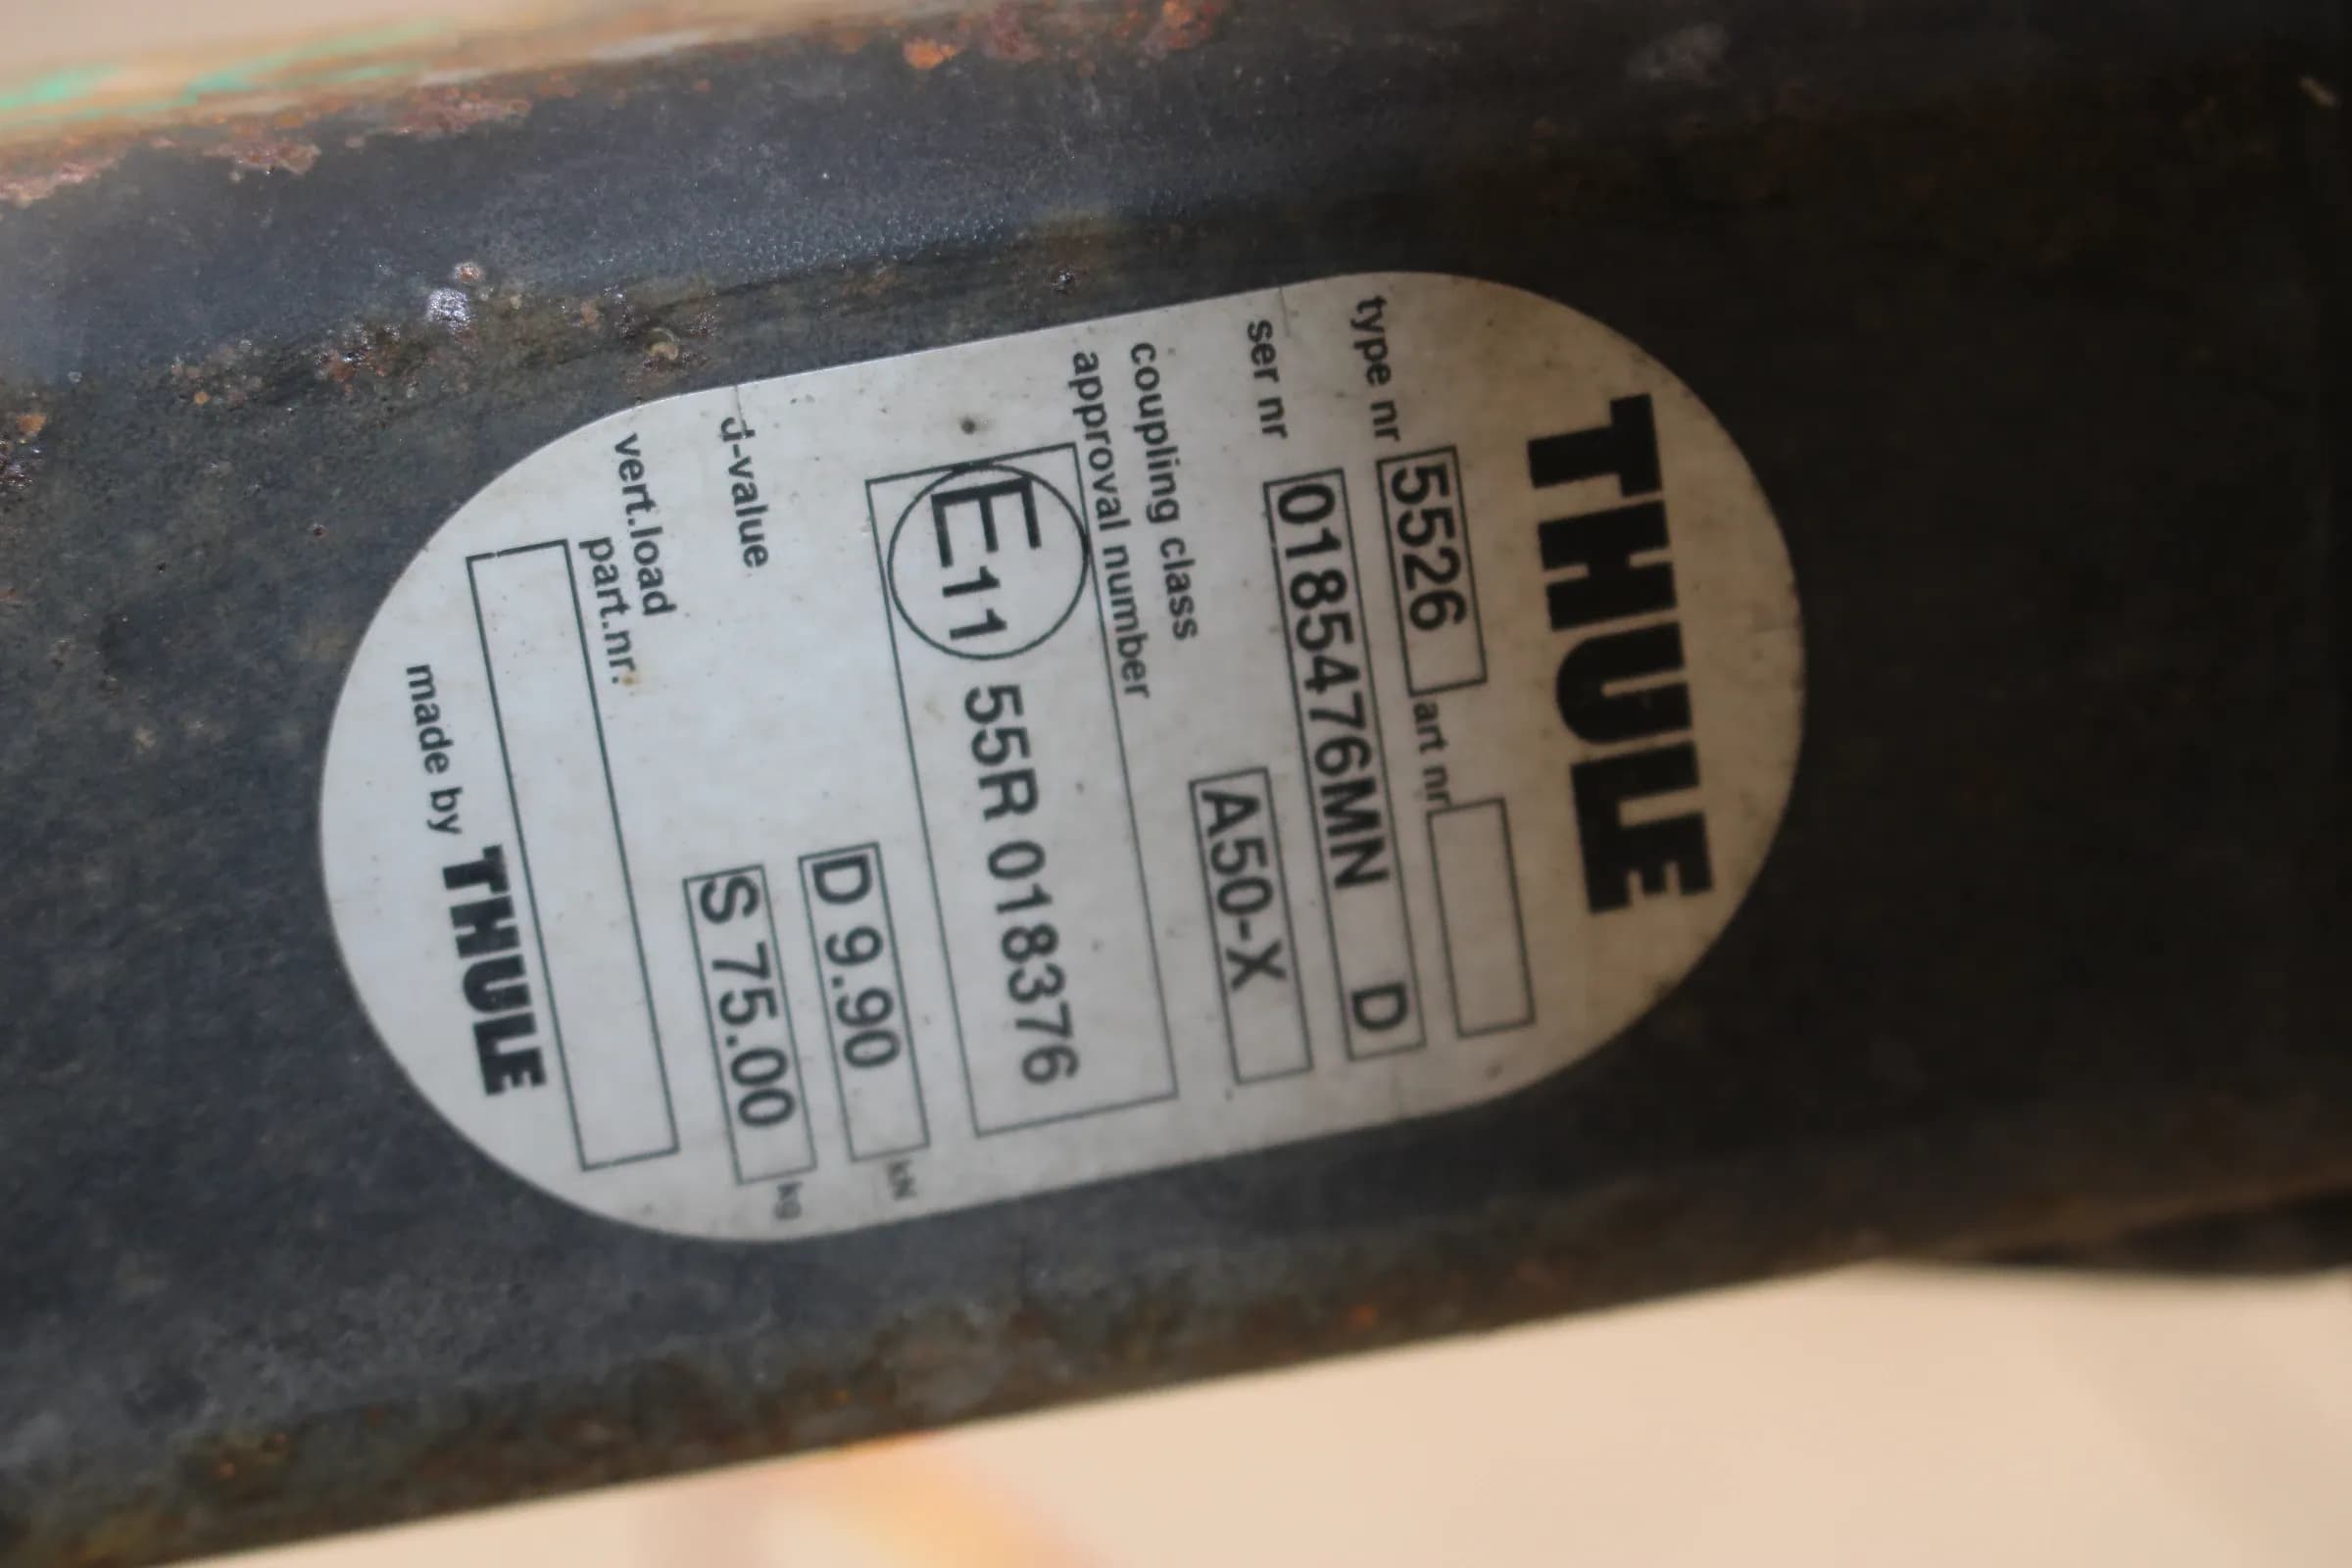 THULE
type nr 5526 art nr
ser nr 0185476MN D
coupling class A50-X
approval number
E11 55R 018376
d-value D 9.90 kN
vert.load S 75.00 kg
part.nr.
made by THULE